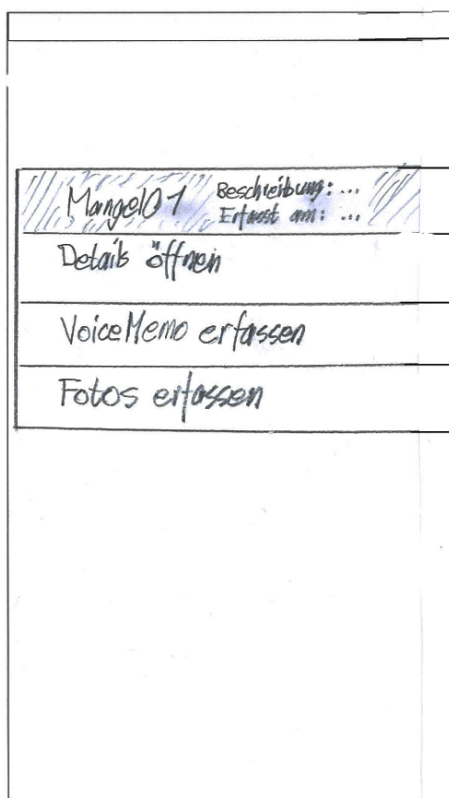 Mangel01
Beschreibung: ...
Erfasst am: ...
Details öffnen
VoiceMemo erfassen
Fotos erfassen